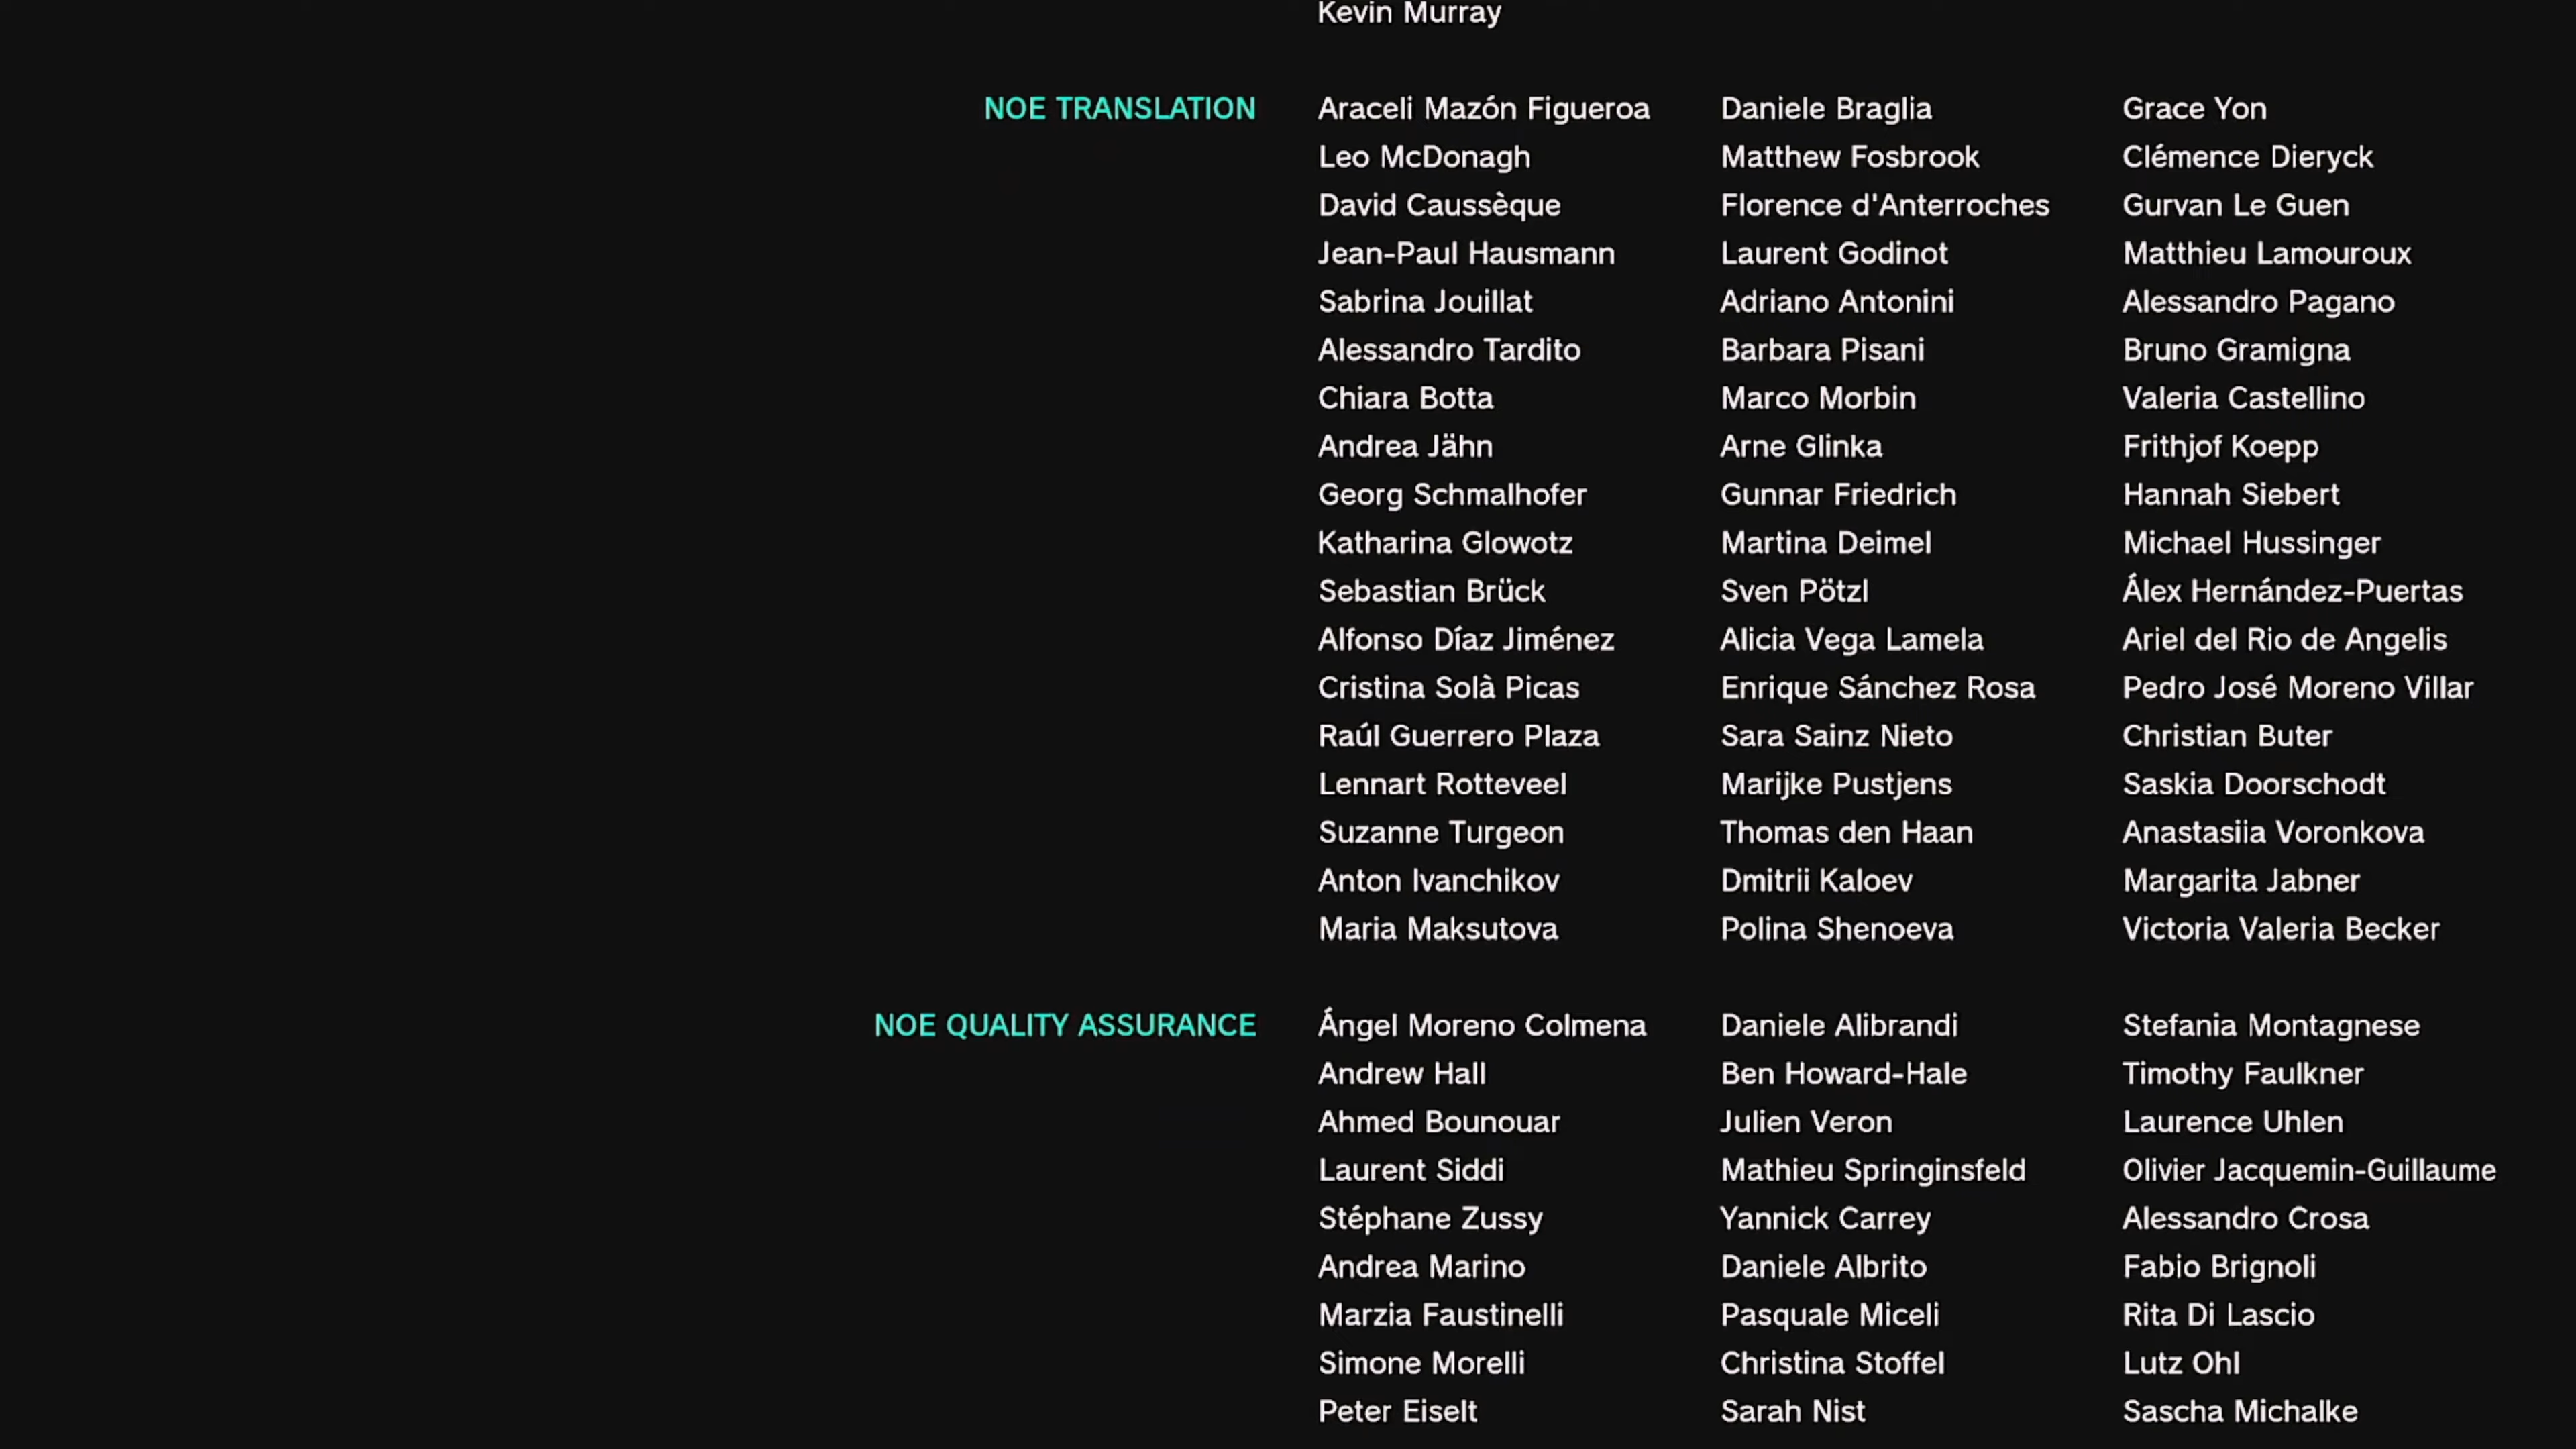 Kevin Murray
NOE TRANSLATION Araceli Mazón Figueroa Daniele Braglia Grace Yon
Leo McDonagh Matthew Fosbrook Clémence Dieryck
David Caussèque Florence d'Anterroches Gurvan Le Guen
Jean-Paul Hausmann Laurent Godinot Matthieu Lamouroux
Sabrina Jouillat Adriano Antonini Alessandro Pagano
Alessandro Tardito Barbara Pisani Bruno Gramigna
Chiara Botta Marco Morbin Valeria Castellino
Andrea Jähn Arne Glinka Frithjof Koepp
Georg Schmalhofer Gunnar Friedrich Hannah Siebert
Katharina Glowotz Martina Deimel Michael Hussinger
Sebastian Brück Sven Pötzl Álex Hernández-Puertas
Alfonso Díaz Jiménez Alicia Vega Lamela Ariel del Rio de Angelis
Cristina Solà Picas Enrique Sánchez Rosa Pedro José Moreno Villar
Raúl Guerrero Plaza Sara Sainz Nieto Christian Buter
Lennart Rotteveel Marijke Pustjens Saskia Doorschodt
Suzanne Turgeon Thomas den Haan Anastasiia Voronkova
Anton Ivanchikov Dmitrii Kaloev Margarita Jabner
Maria Maksutova Polina Shenoeva Victoria Valeria Becker
NOE QUALITY ASSURANCE Ángel Moreno Colmena Daniele Alibrandi Stefania Montagnese
Andrew Hall Ben Howard-Hale Timothy Faulkner
Ahmed Bounouar Julien Veron Laurence Uhlen
Laurent Siddi Mathieu Springinsfeld Olivier Jacquemin-Guillaume
Stéphane Zussy Yannick Carrey Alessandro Crosa
Andrea Marino Daniele Albrito Fabio Brignoli
Marzia Faustinelli Pasquale Miceli Rita Di Lascio
Simone Morelli Christina Stoffel Lutz Ohl
Peter Eiselt Sarah Nist Sascha Michalke